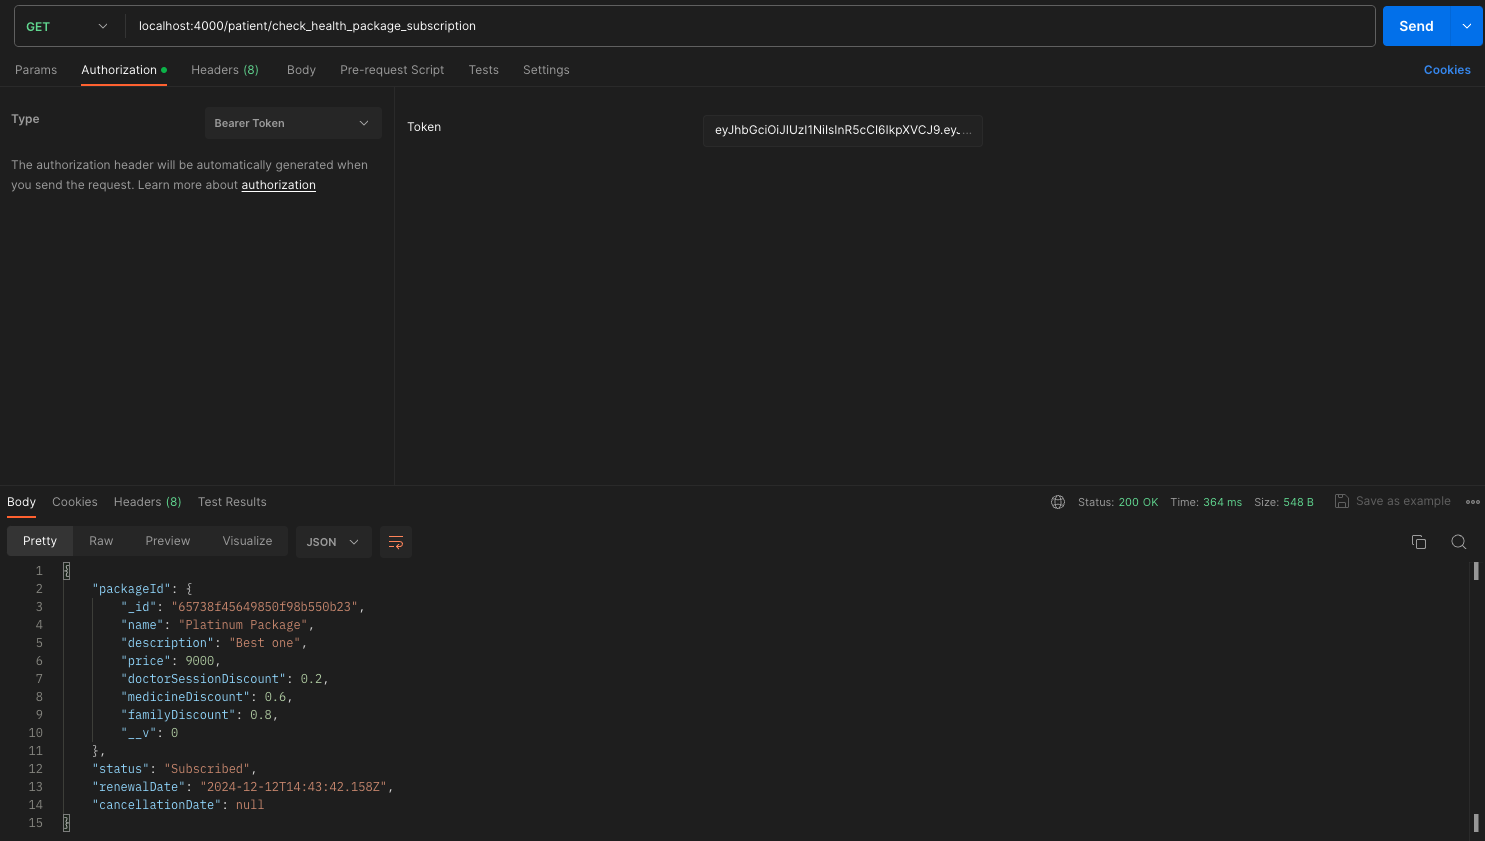 GET localhost:4000/patient/check_health_package_subscription Send
Params Authorization Headers (8) Body Pre-request Script Tests Settings Cookies
Type Bearer Token
The authorization header will be automatically generated when
you send the request. Learn more about authorization
Token eyJhbGciOiJIUzI1NiIsInR5cCI6IkpXVCJ9.eyJ...
Body Cookies Headers (8) Test Results Status: 200 OK Time: 364 ms Size: 548 B Save as example
Pretty Raw Preview Visualize JSON
1 {
2 "packageId": {
3 "_id": "65738f45649850f98b550b23",
4 "name": "Platinum Package",
5 "description": "Best one",
6 "price": 9000,
7 "doctorSessionDiscount": 0.2,
8 "medicineDiscount": 0.6,
9 "familyDiscount": 0.8,
10 "__v": 0
11 },
12 "status": "Subscribed",
13 "renewalDate": "2024-12-12T14:43:42.158Z",
14 "cancellationDate": null
15 }